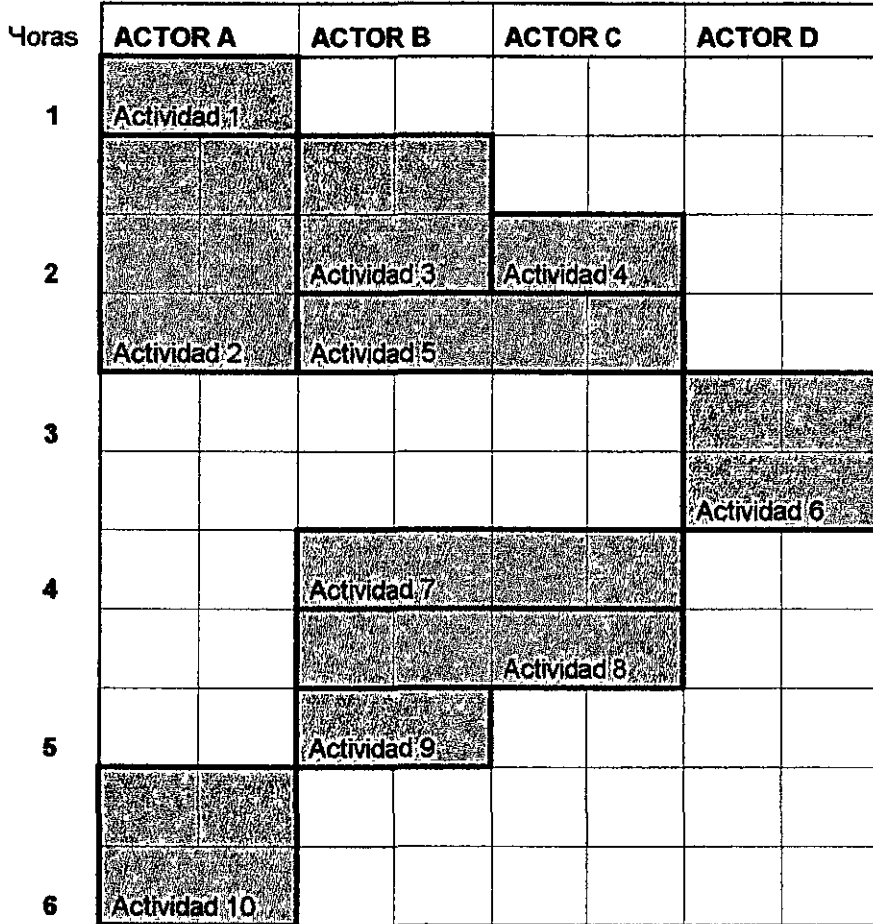 Horas ACTOR A ACTOR B ACTOR C ACTOR D
1 Actividad 1
2 Actividad 3 Actividad 4
Actividad 2 Actividad 5
3
Actividad 6
4 Actividad 7
Actividad 8
5 Actividad 9
6 Actividad 10